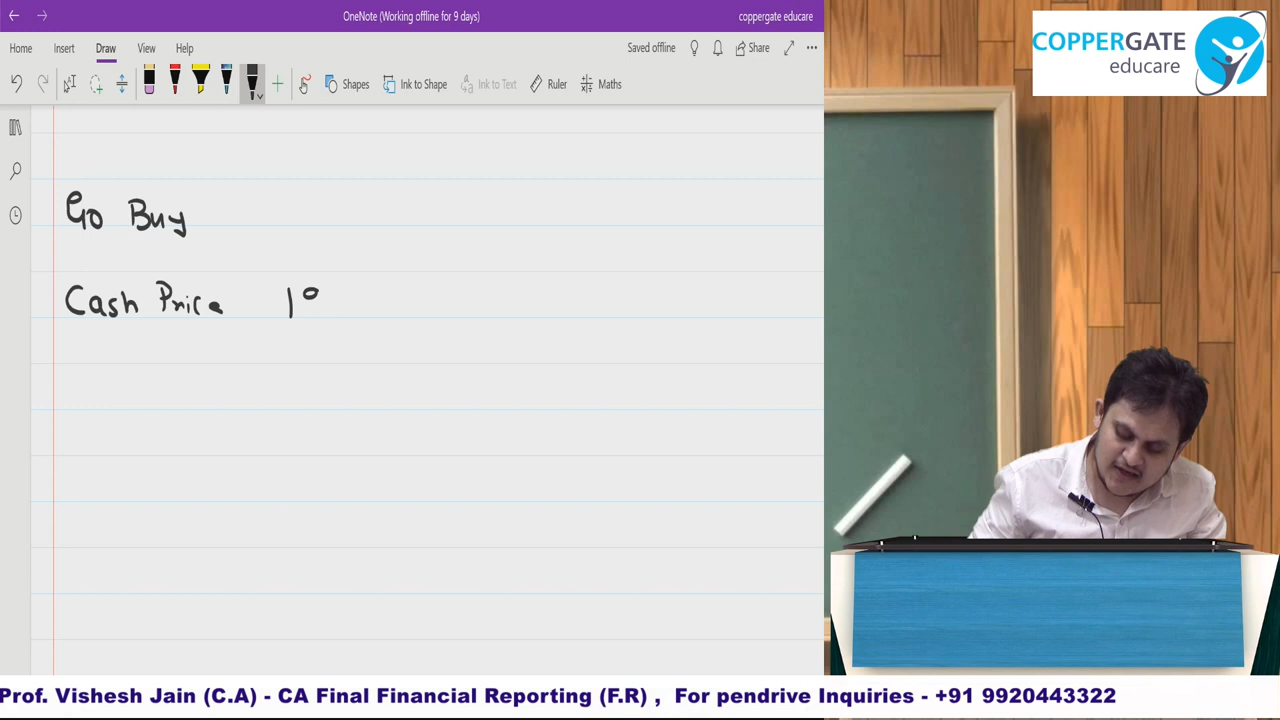 OneNote (Working offline for 9 days)
coppergate educare
Home Insert Draw View Help
Saved offline
Share
Shapes
Ink to Shape
Ink to Text
Ruler
Maths
COPPERGATE
educare
Go Buy
Cash Price 10
Prof. Vishesh Jain (C.A) - CA Final Financial Reporting (F.R) , For pendrive Inquiries - +91 9920443322